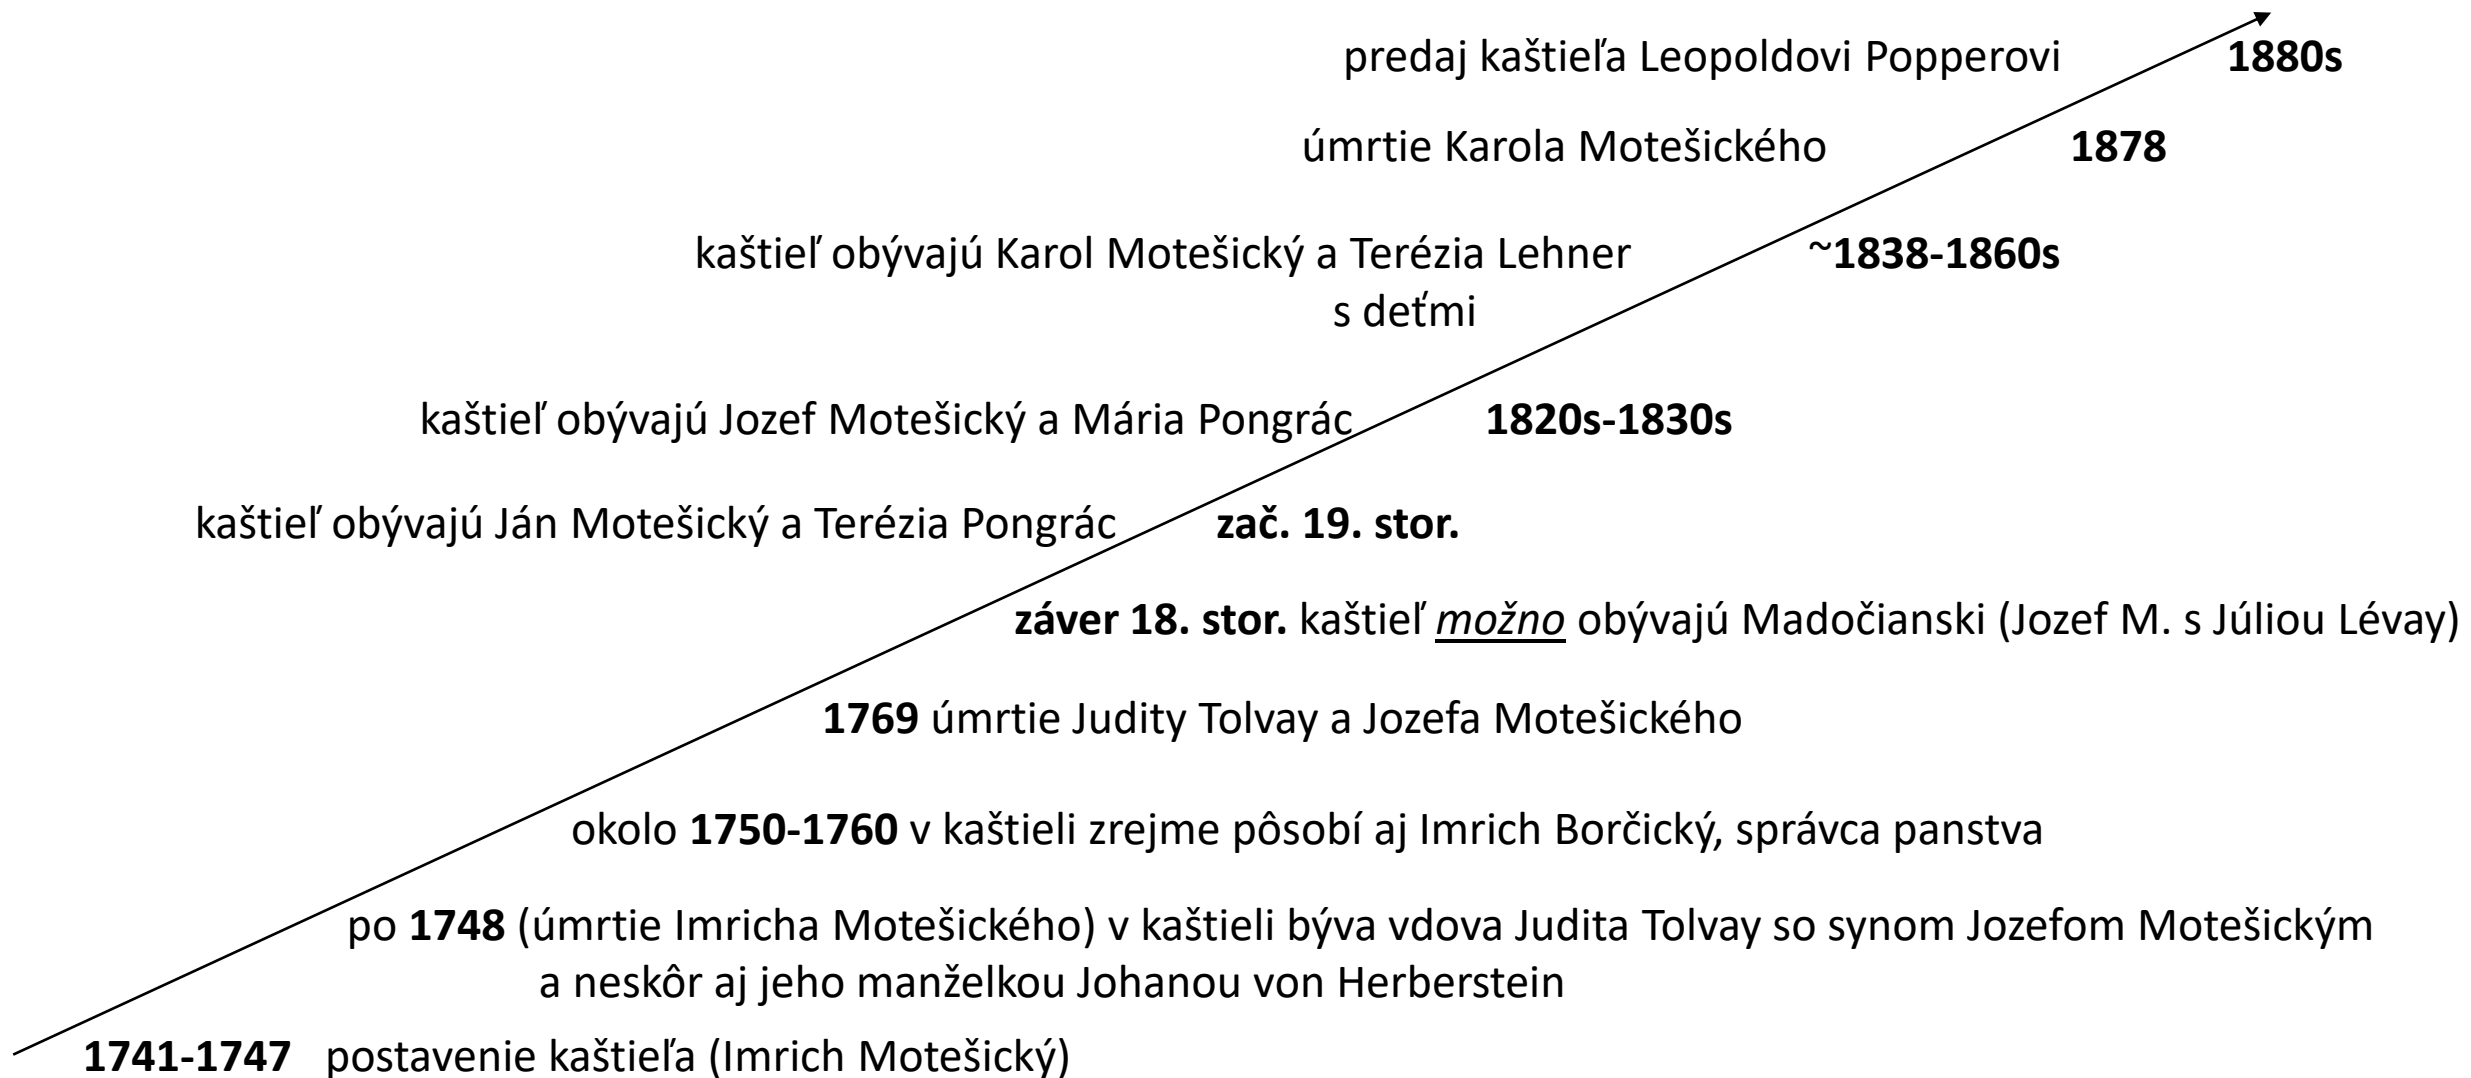 predaj kaštieľa Leopoldovi Popperovi 1880s
úmrtie Karola Motešického 1878
kaštieľ obývajú Karol Motešický a Terézia Lehner ~1838-1860s
s deťmi
kaštieľ obývajú Jozef Motešický a Mária Pongrác 1820s-1830s
kaštieľ obývajú Ján Motešický a Terézia Pongrác zač. 19. stor.
záver 18. stor. kaštieľ možno obývajú Madočianski (Jozef M. s Júliou Lévay)
1769 úmrtie Judity Tolvay a Jozefa Motešického
okolo 1750-1760 v kaštieli zrejme pôsobí aj Imrich Borčický, správca panstva
po 1748 (úmrtie Imricha Motešického) v kaštieli býva vdova Judita Tolvay so synom Jozefom Motešickým
a neskôr aj jeho manželkou Johanou von Herberstein
1741-1747 postavenie kaštieľa (Imrich Motešický)